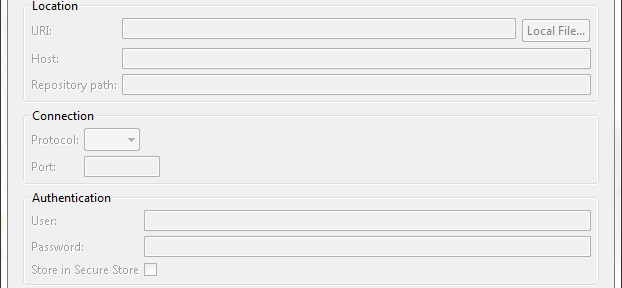 Location
URI:
Local File...
Host:
Repository path:
Connection
Protocol:
Port:
Authentication
User:
Password:
Store in Secure Store